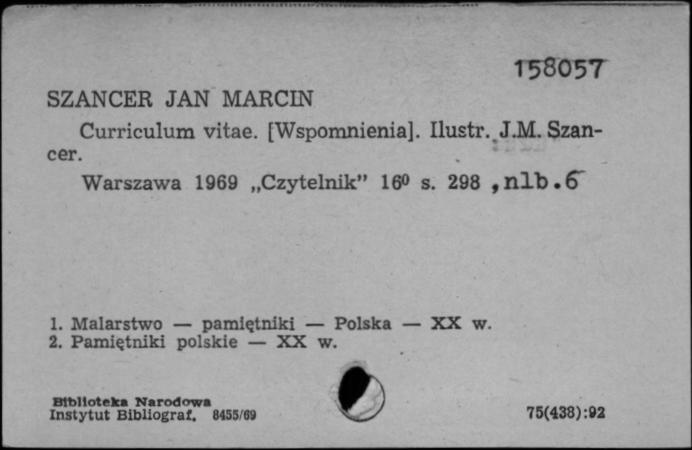 158057
SZANCER JAN MARCIN
Curriculum vitae. [Wspomnienia]. Ilustr. J.M. Szan-
cer.
Warszawa 1969 „Czytelnik” 16⁰ s. 298 ,nlb.6
1. Malarstwo — pamiętniki — Polska — XX w.
2. Pamiętniki polskie — XX w.
Biblioteka Narodowa
Instytut Bibliograf. 8455/69
75(438):92